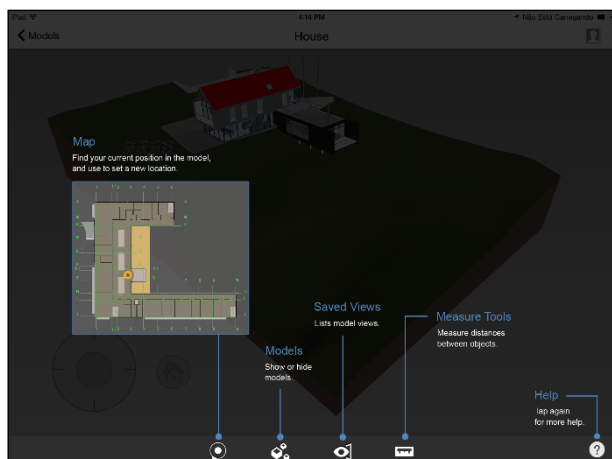 iPad
4:14 PM
Não Está Carregando
Models
House
Map
Find your current position in the model,
and use to set a new location.
Saved Views
Lists model views.
Measure Tools
Measure distances
between objects.
Models
Show or hide
models.
Help
Tap again
for more help.
?